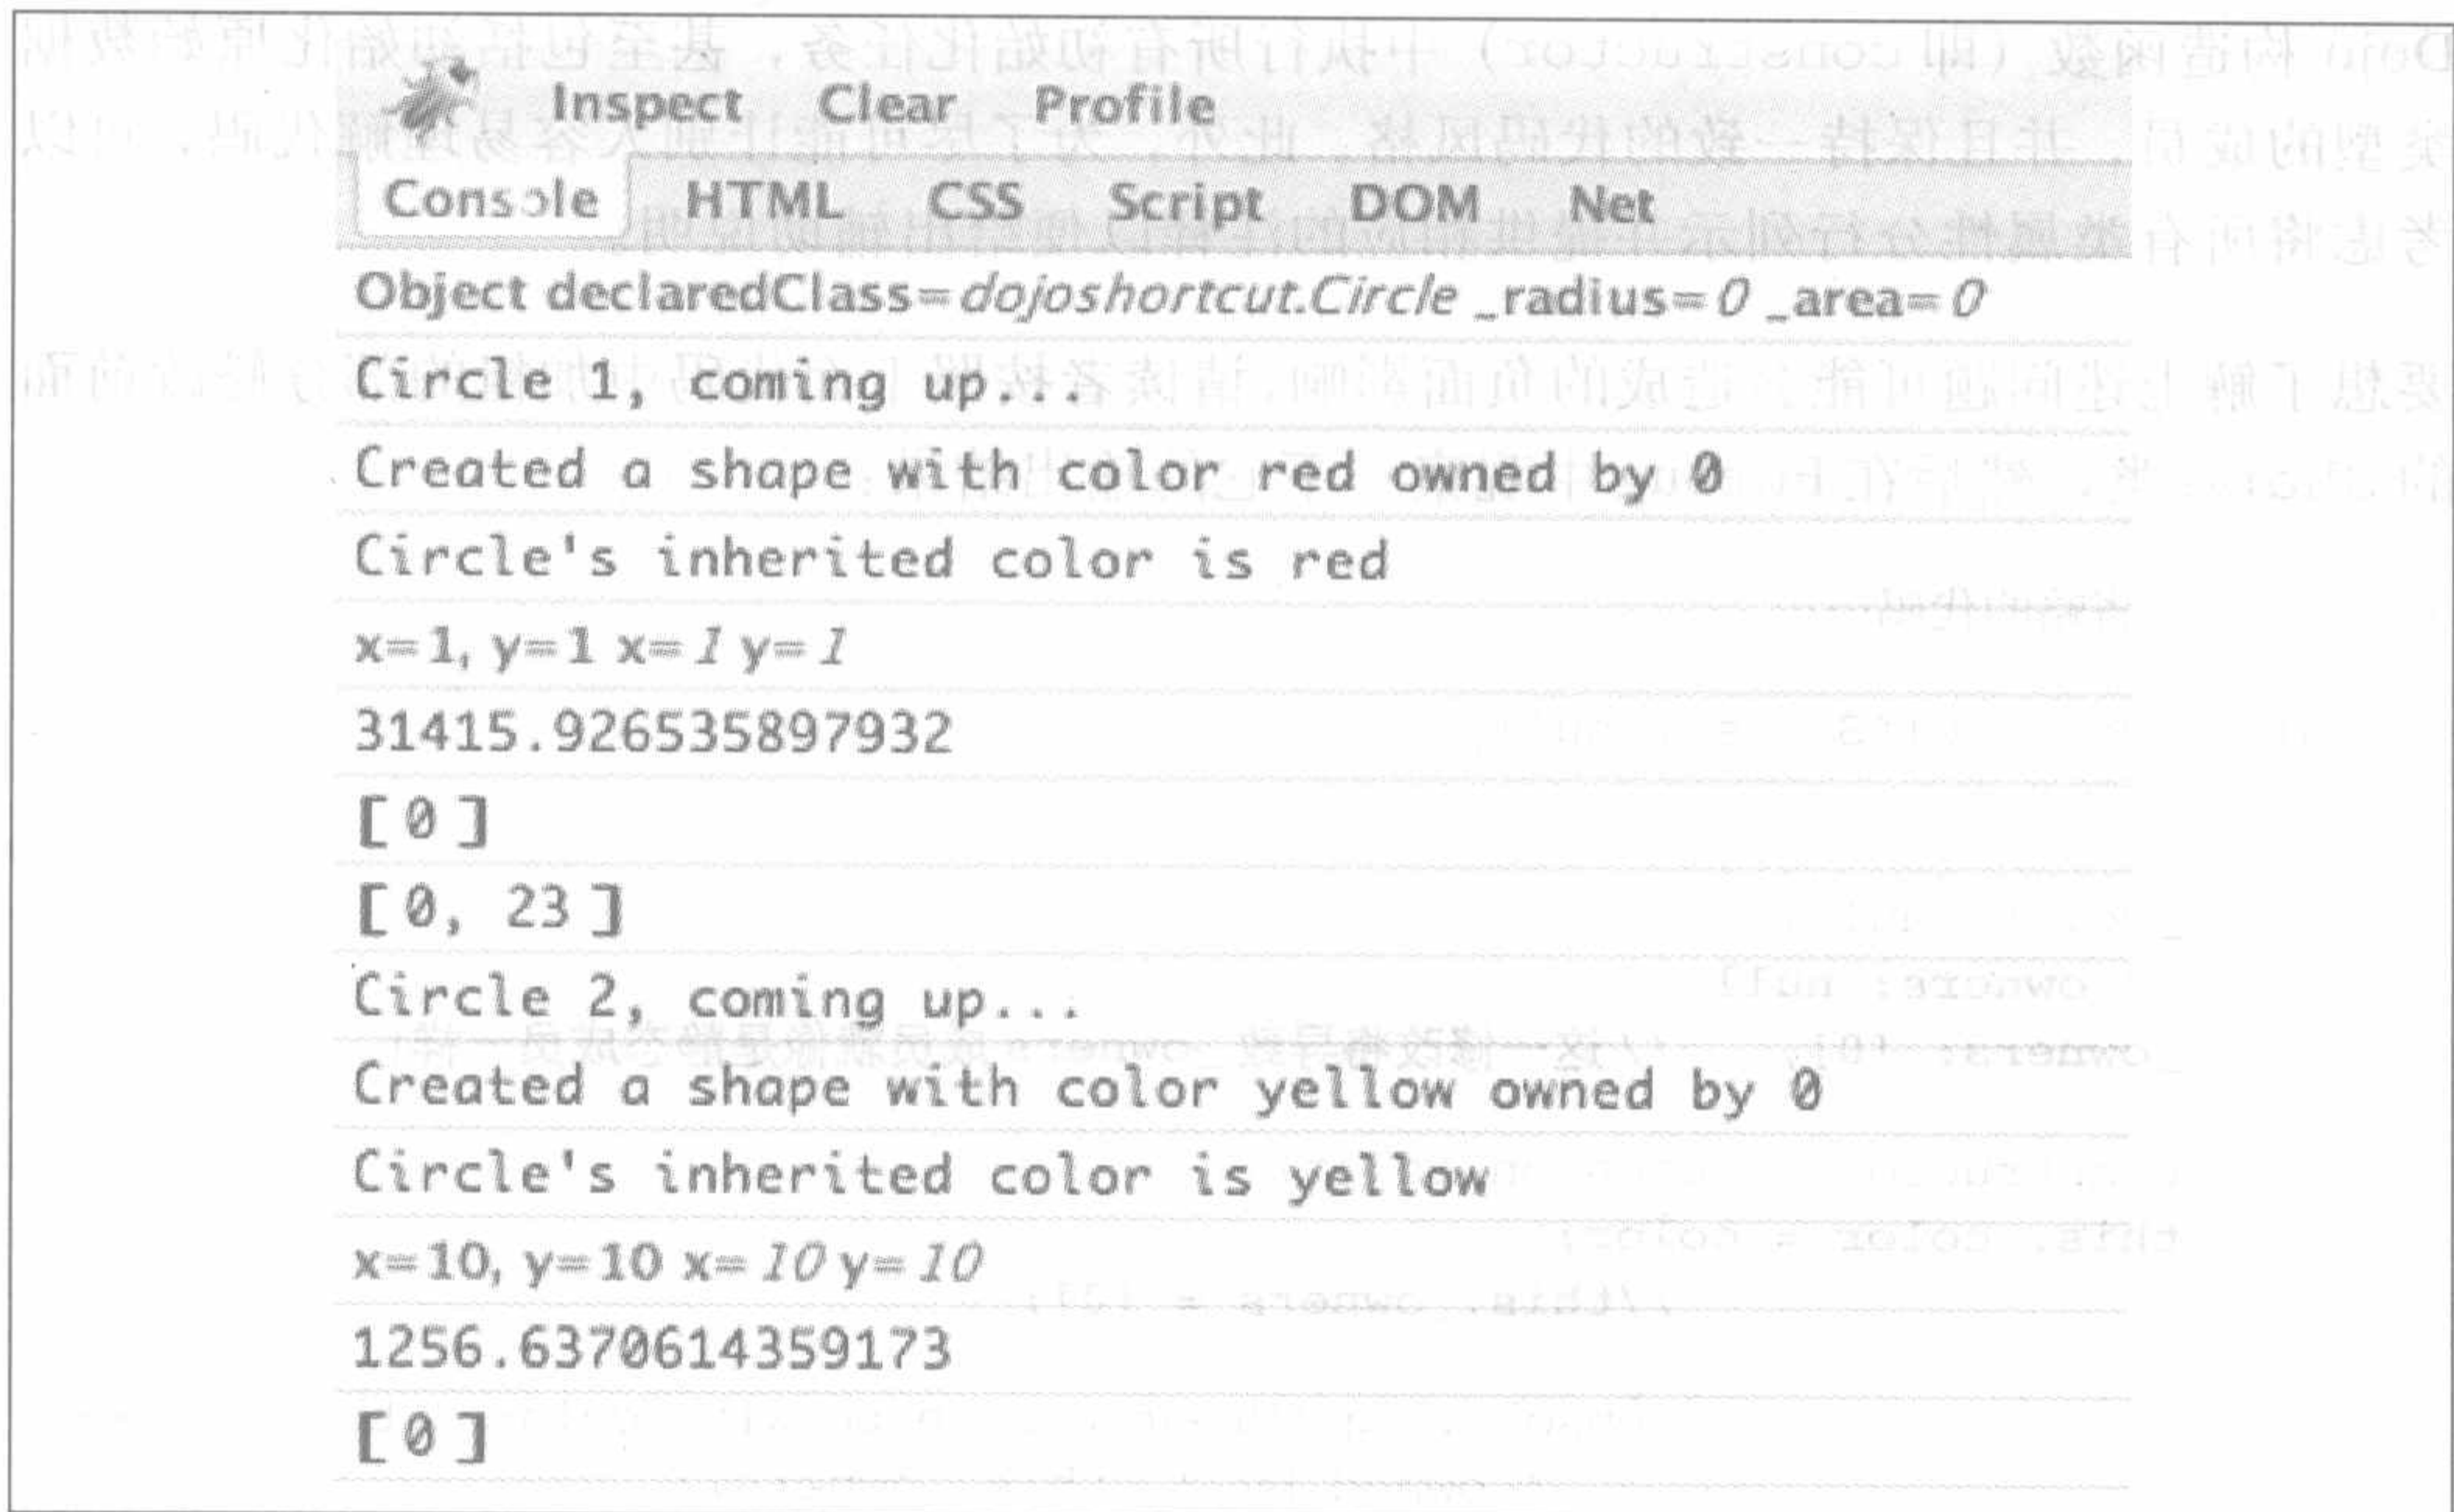 Inspect Clear Profile
Console HTML CSS Script DOM Net
Object declaredClass=dojoshortcut.Circle _radius=0 _area=0
Circle 1, coming up...
Created a shape with color red owned by 0
Circle's inherited color is red
x=1, y=1 x=1 y=1
31415.926535897932
[0]
[0, 23]
Circle 2, coming up...
Created a shape with color yellow owned by 0
Circle's inherited color is yellow
x=10, y=10 x=10 y=10
1256.6370614359173
[0]